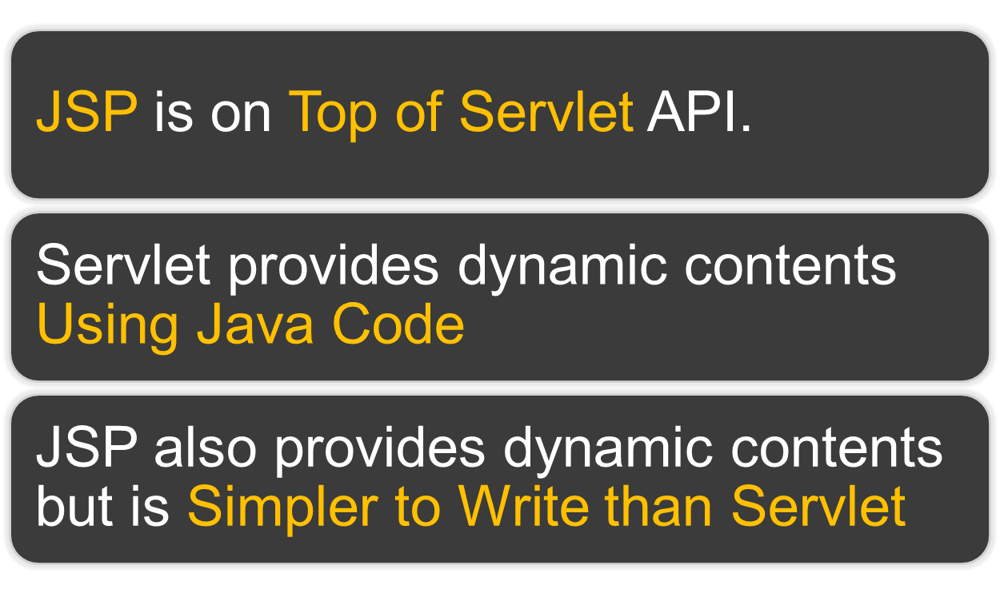 JSP is on Top of Servlet API.
Servlet provides dynamic contents
Using Java Code
JSP also provides dynamic contents
but is Simpler to Write than Servlet